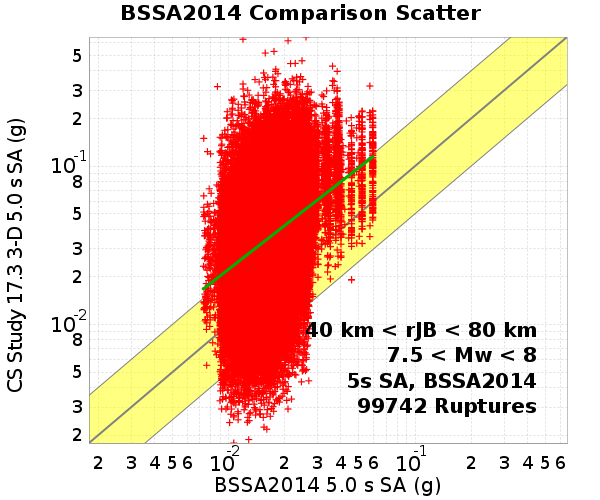 BSSA2014 Comparison Scatter
CS Study 17.3 3-D 5.0 s SA (g)
5
3
2
10-1
8
5
3
2
10-2
8
5
3
2
40 km < rJB < 80 km
7.5 < Mw < 8
5s SA, BSSA2014
99742 Ruptures
2 3 4 5 6 10-2 2 3 4 5 6 10-1 2 3 4 5 6
BSSA2014 5.0 s SA (g)